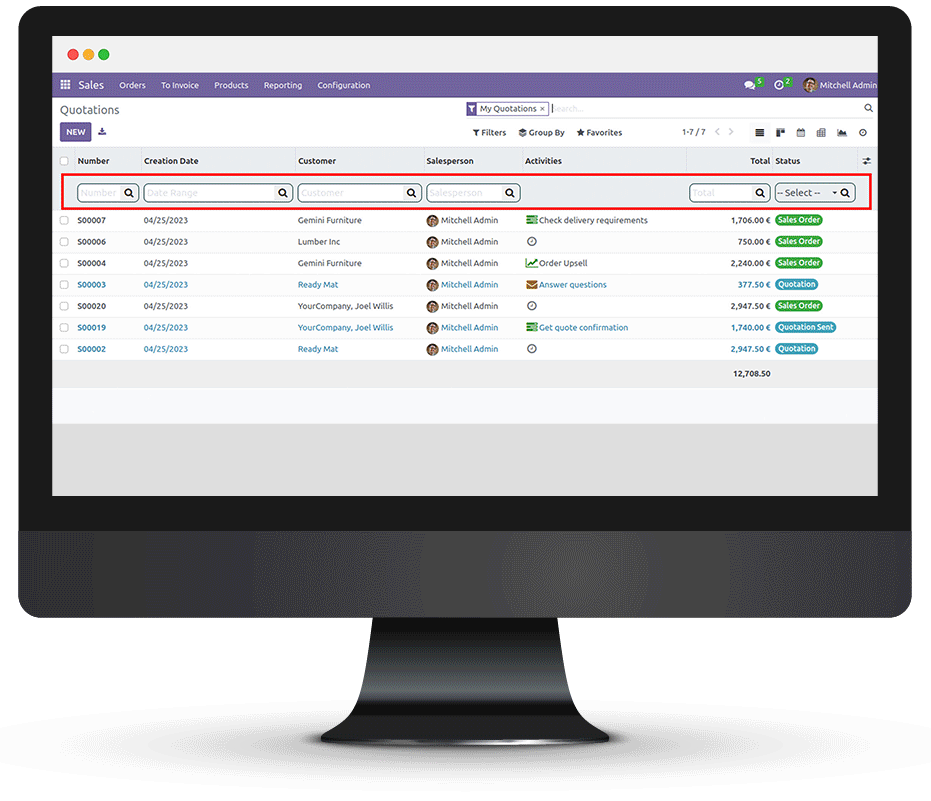 Sales Orders To Invoice Products Reporting Configuration 5 2 Mitchell Admin
Quotations My Quotations × Search...
NEW Filters Group By Favorites 1-7 / 7
Number Creation Date Customer Salesperson Activities Total Status
Number Date Range Customer Salesperson Total -- Select --
S00007 04/25/2023 Gemini Furniture Mitchell Admin Check delivery requirements 1,706.00 € Sales Order
S00006 04/25/2023 Lumber Inc Mitchell Admin 750.00 € Sales Order
S00004 04/25/2023 Gemini Furniture Mitchell Admin Order Upsell 2,240.00 € Sales Order
S00003 04/25/2023 Ready Mat Mitchell Admin Answer questions 377.50 € Quotation
S00020 04/25/2023 YourCompany, Joel Willis Mitchell Admin 2,947.50 € Sales Order
S00019 04/25/2023 YourCompany, Joel Willis Mitchell Admin Get quote confirmation 1,740.00 € Quotation Sent
S00002 04/25/2023 Ready Mat Mitchell Admin 2,947.50 € Quotation
12,708.50